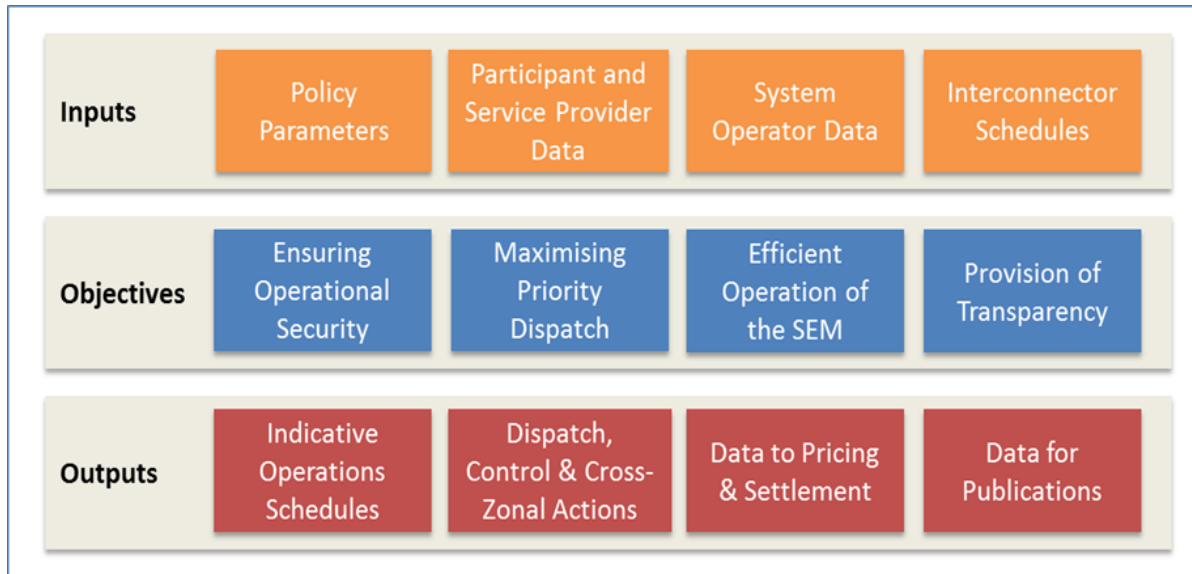 Inputs
Policy
Parameters
Participant and
Service Provider
Data
System
Operator Data
Interconnector
Schedules
Objectives
Ensuring
Operational
Security
Maximising
Priority
Dispatch
Efficient
Operation of
the SEM
Provision of
Transparency
Outputs
Indicative
Operations
Schedules
Dispatch,
Control & Cross-
Zonal Actions
Data to Pricing
& Settlement
Data for
Publications